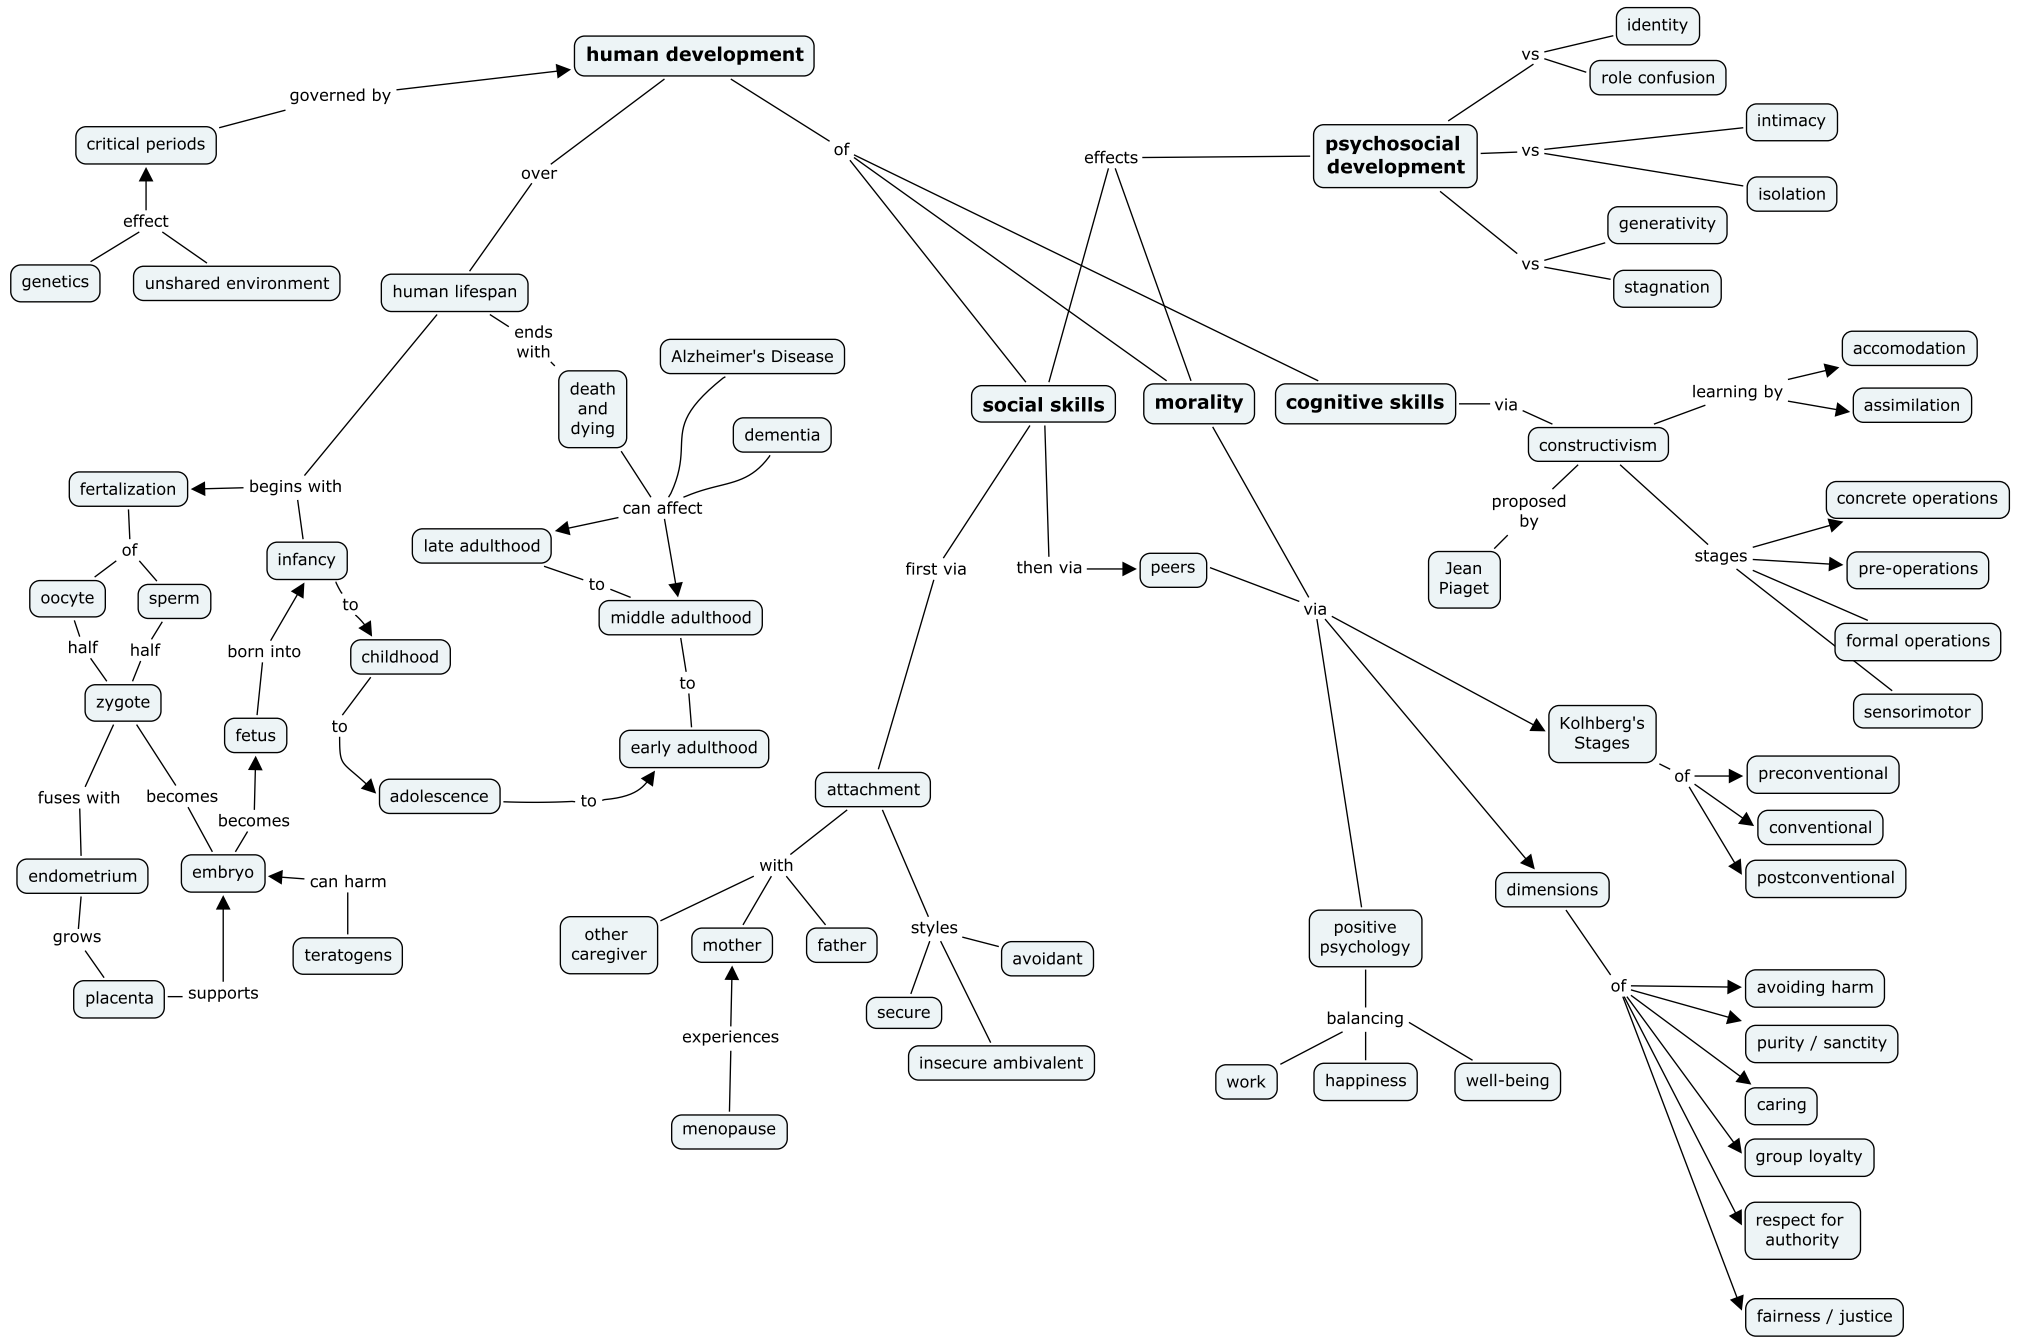 identity
human development
vs
role confusion
governed by
intimacy
critical periods
psychosocial
development
of
effects
vs
over
isolation
effect
generativity
genetics
unshared environment
vs
human lifespan
stagnation
ends
with
Alzheimer's Disease
accomodation
death
and
dying
learning by
social skills
morality
cognitive skills
via
assimilation
dementia
constructivism
fertalization
begins with
can affect
proposed
by
concrete operations
late adulthood
of
infancy
first via
then via
peers
Jean
Piaget
stages
pre-operations
oocyte
sperm
to
to
middle adulthood
via
half
half
born into
childhood
formal operations
zygote
to
sensorimotor
fetus
to
early adulthood
Kolhberg's
Stages
fuses with
becomes
becomes
adolescence
to
attachment
of
preconventional
conventional
endometrium
embryo
can harm
with
dimensions
postconventional
grows
teratogens
other
caregiver
mother
father
styles
avoidant
positive
psychology
placenta
supports
secure
of
avoiding harm
experiences
balancing
purity / sanctity
insecure ambivalent
work
happiness
well-being
caring
menopause
group loyalty
respect for
authority
fairness / justice